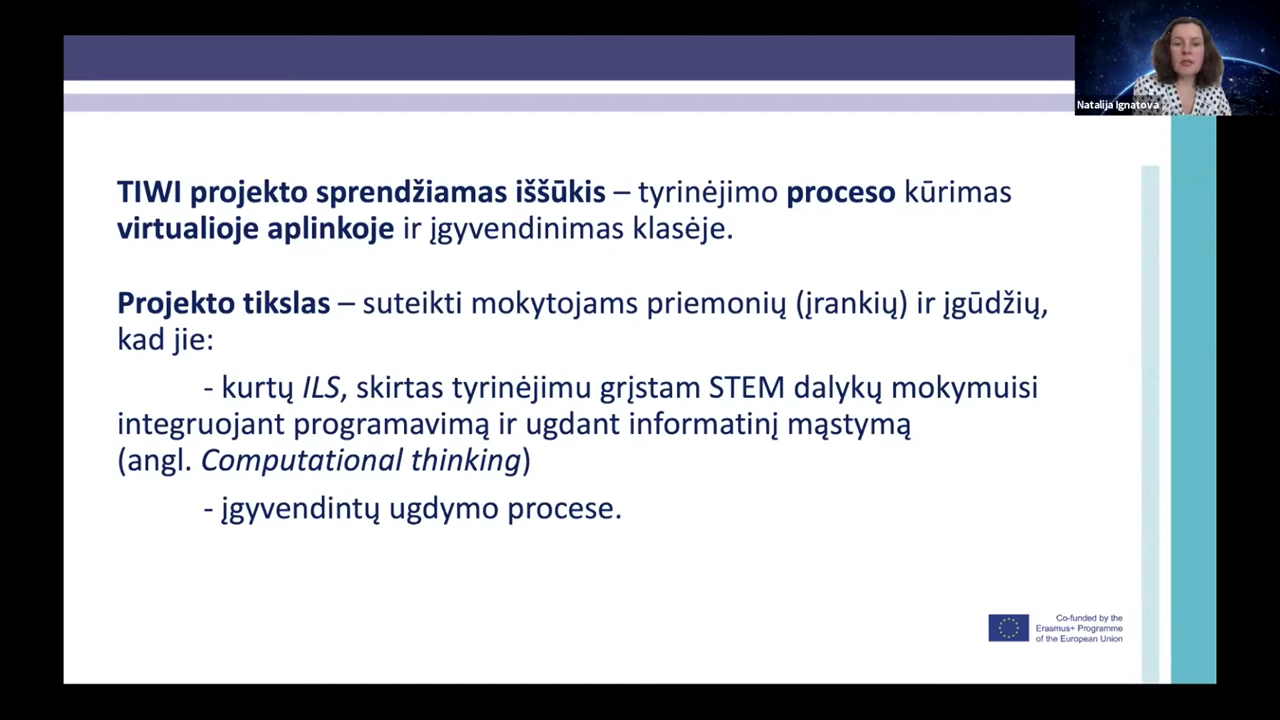 Natalija Ignatova
TIWI projekto sprendžiamas iššūkis – tyrinėjimo proceso kūrimas
virtualioje aplinkoje ir įgyvendinimas klasėje.
Projekto tikslas – suteikti mokytojams priemonių (įrankių) ir įgūdžių,
kad jie:
- kurtų ILS, skirtas tyrinėjimu grįstam STEM dalykų mokymuisi
integruojant programavimą ir ugdant informatinį mąstymą
(angl. Computational thinking)
- įgyvendintų ugdymo procese.
Co-funded by the
Erasmus+ Programme
of the European Union